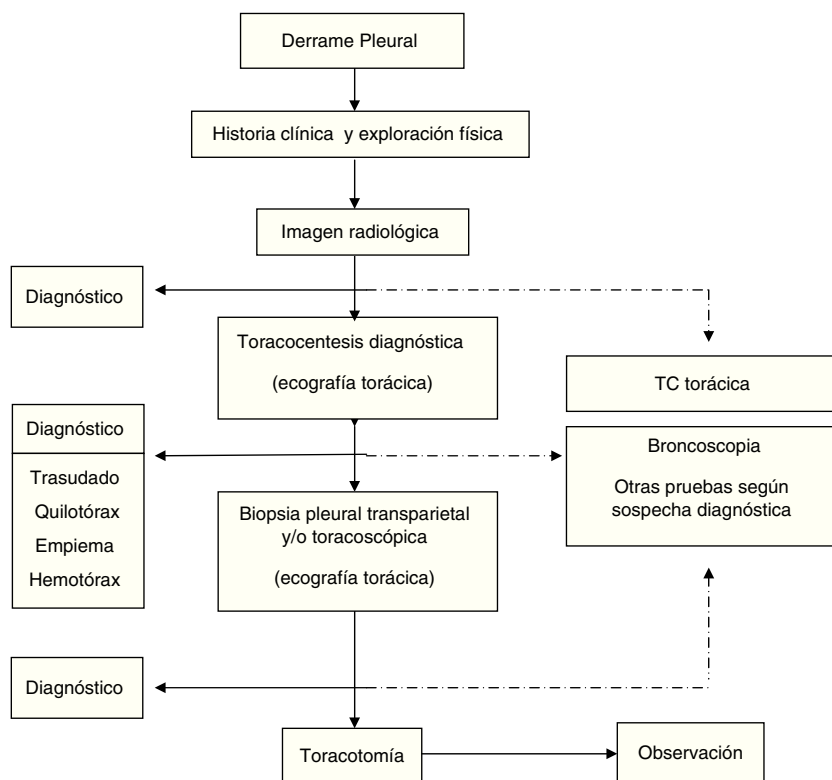 Derrame Pleural
Historia clínica y exploración física
Imagen radiológica
Diagnóstico
Toracocentesis diagnóstica
(ecografía torácica)
TC torácica
Diagnóstico
Trasudado
Quilotórax
Empiema
Hemotórax
Broncoscopia
Otras pruebas según
sospecha diagnóstica
Biopsia pleural transparietal
y/o toracoscópica
(ecografía torácica)
Diagnóstico
Toracotomía
Observación